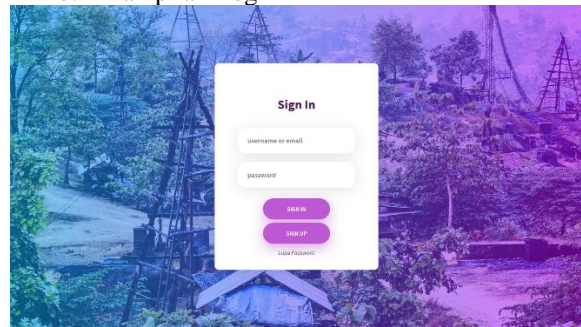 Sign In
username or email
password
SIGN IN
SIGN UP
Lupa Password